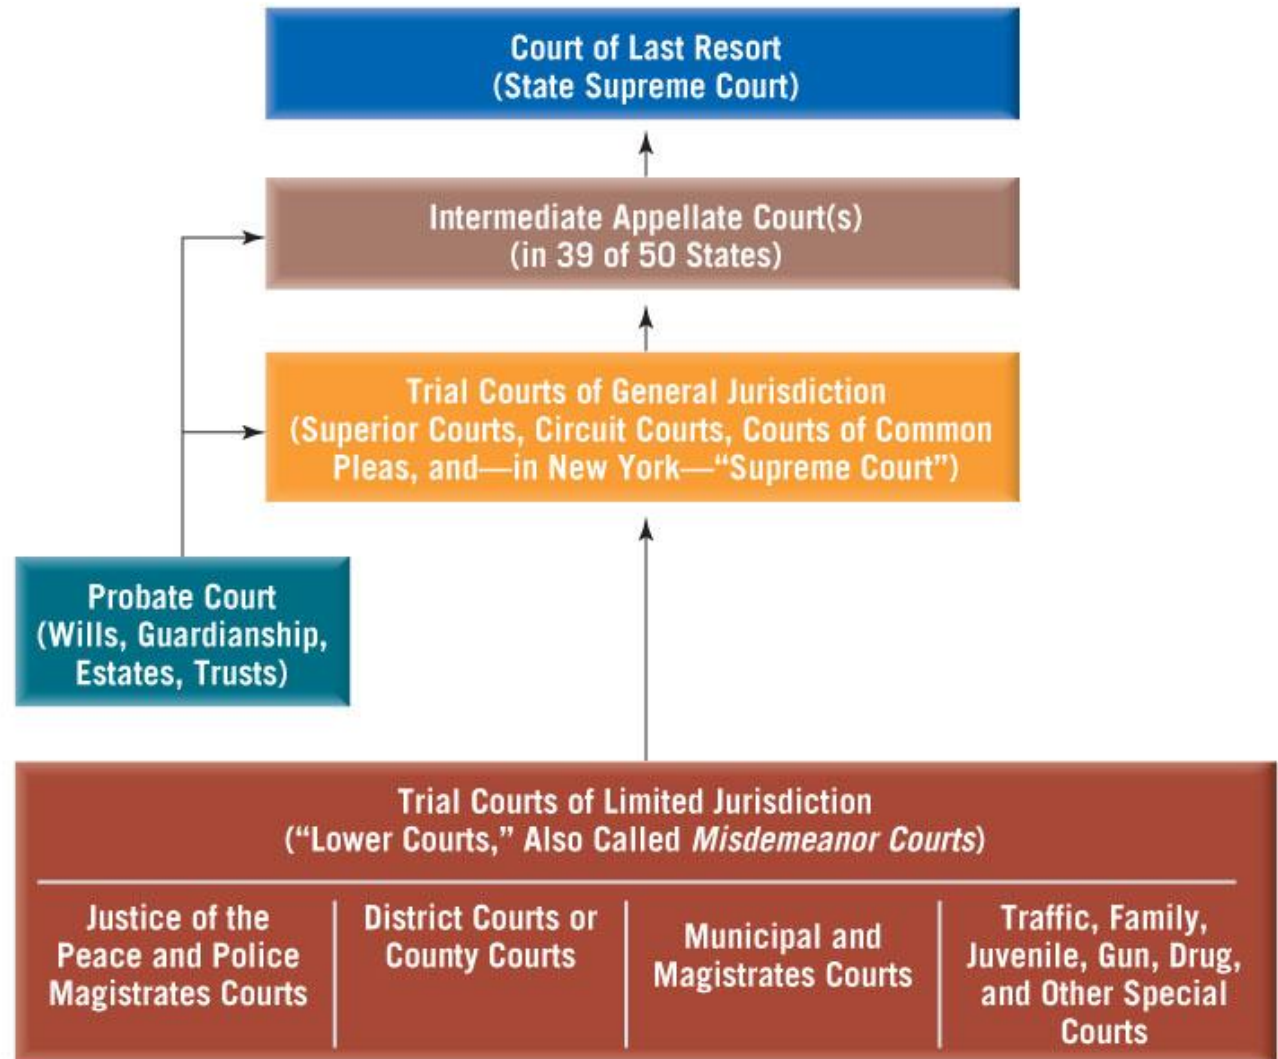 Court of Last Resort
(State Supreme Court)
Intermediate Appellate Court(s)
(in 39 of 50 States)
Trial Courts of General Jurisdiction
(Superior Courts, Circuit Courts, Courts of Common
Pleas, and—in New York—“Supreme Court”)
Probate Court
(Wills, Guardianship,
Estates, Trusts)
Trial Courts of Limited Jurisdiction
(“Lower Courts,” Also Called Misdemeanor Courts)
Justice of the
Peace and Police
Magistrates Courts
District Courts or
County Courts
Municipal and
Magistrates Courts
Traffic, Family,
Juvenile, Gun, Drug,
and Other Special
Courts